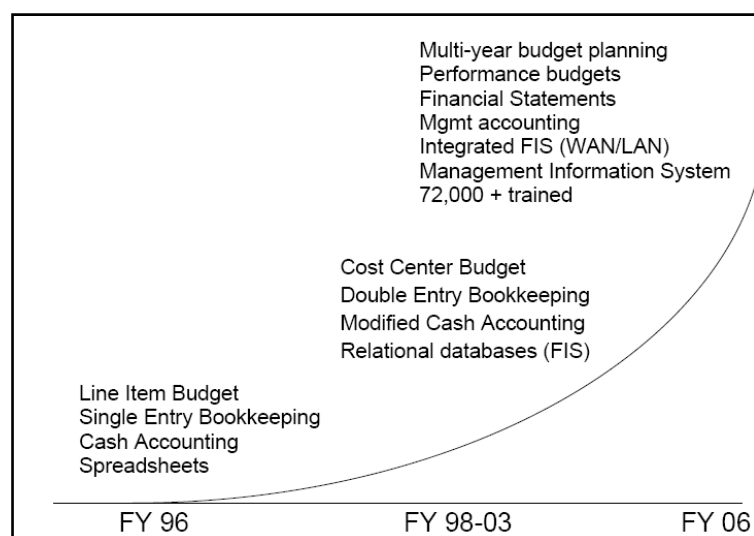 Multi-year budget planning
Performance budgets
Financial Statements
Mgmt accounting
Integrated FIS (WAN/LAN)
Management Information System
72,000 + trained
Cost Center Budget
Double Entry Bookkeeping
Modified Cash Accounting
Relational databases (FIS)
Line Item Budget
Single Entry Bookkeeping
Cash Accounting
Spreadsheets
FY 96 FY 98-03 FY 06